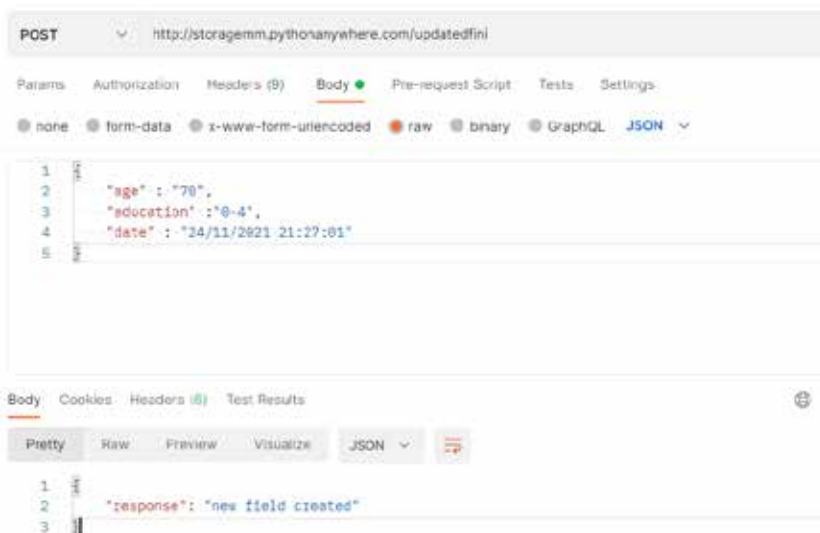 POST http://storagemm.pythonanywhere.com/updatedfini
Params Authorization Headers (9) Body Pre-request Script Tests Settings
none form-data x-www-form-urlencoded raw binary GraphQL JSON
1 {
2 "age" : "70",
3 "education" :"0-4",
4 "date" : "24/11/2021 21:27:01"
5 }
Body Cookies Headers (6) Test Results
Pretty Raw Preview Visualize JSON
1 {
2 "response": "new field created"
3 }